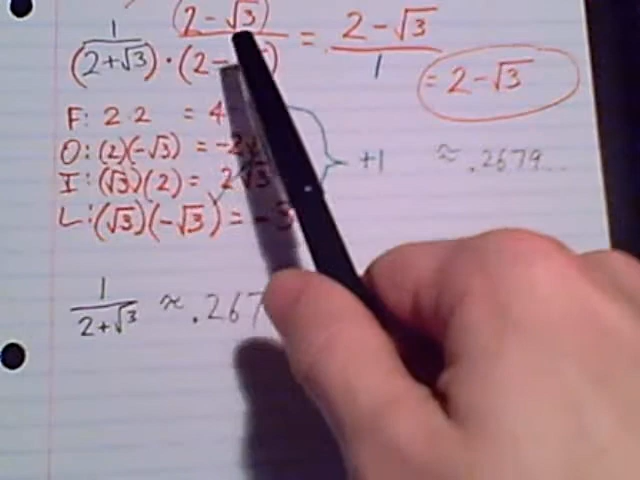 1/(2+√3) · (2-√3)/(2- ) = 2-√3/1 = 2-√3
F: 2 2 = 4
O: (2)(-√3) = -2
I: (√3)(2) = 2√3
L: (√3)(-√3) = -3
+1
≈ .2679...
1/2+√3 ≈ .267